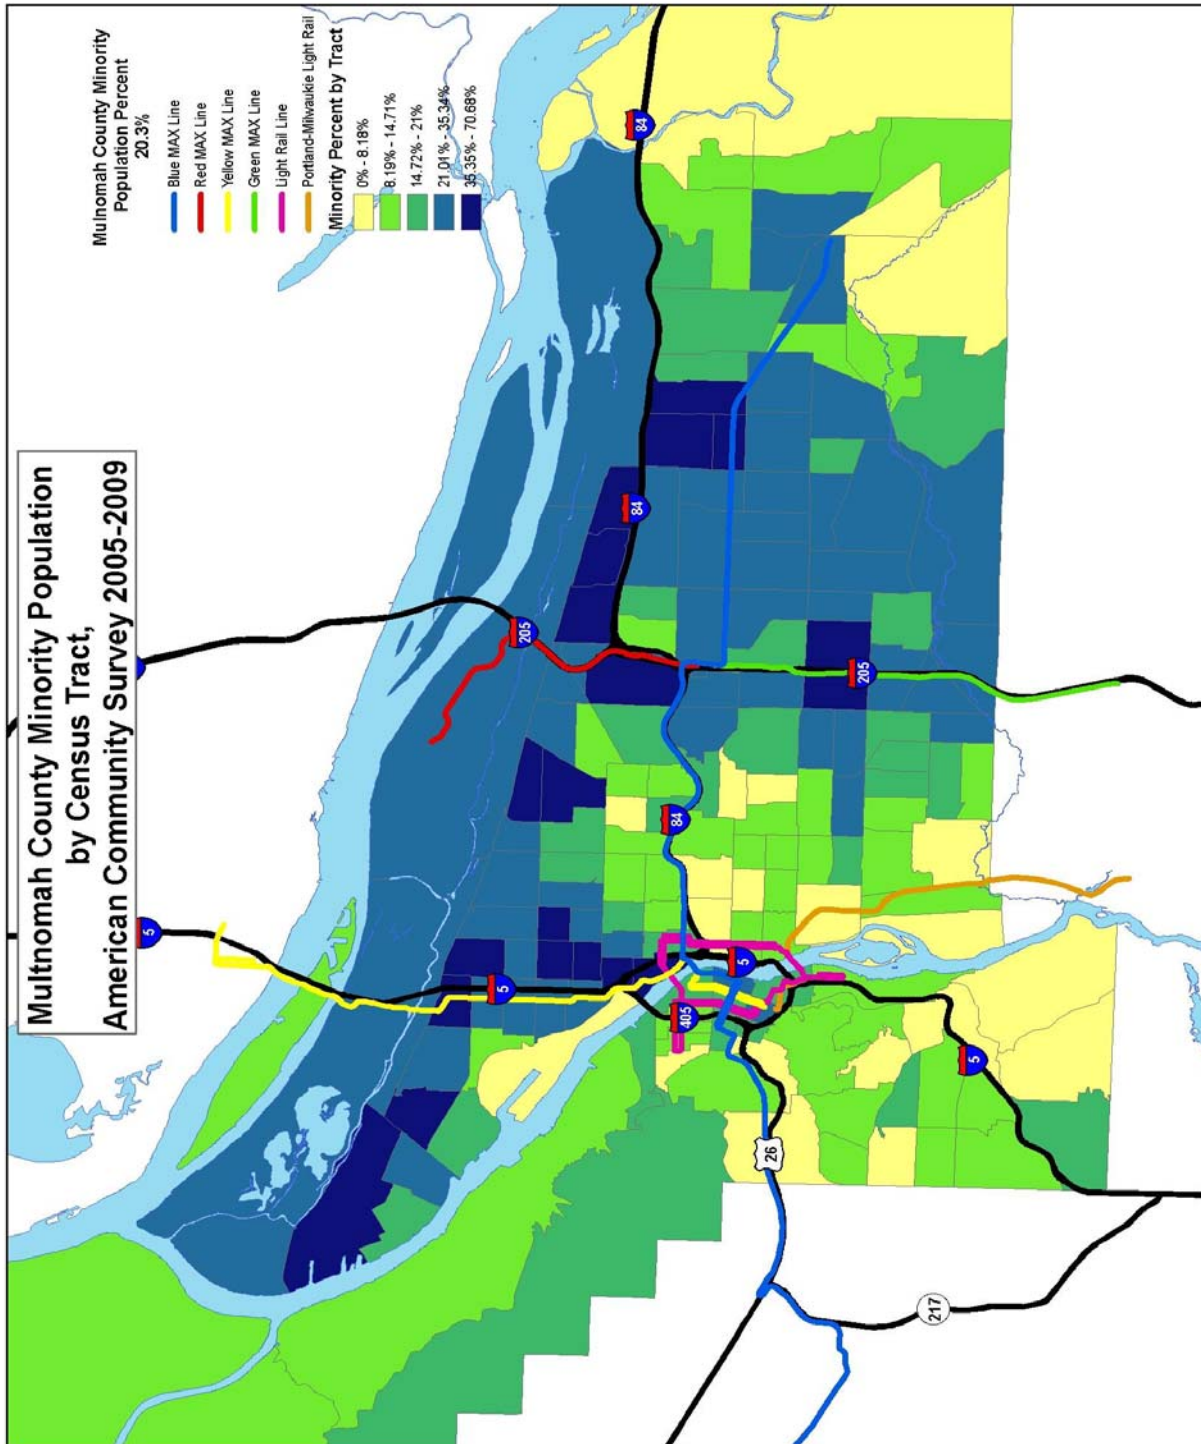 Multnomah County Minority Population
by Census Tract,
American Community Survey 2005-2009
Mulnomah County Minority
Population Percent
20.3%
Blue MAX Line
Red MAX Line
Yellow MAX Line
Green MAX Line
Light Rail Line
Portland-Milwaukie Light Rail
Minority Percent by Tract
0% - 8.18%
8.19% - 14.71%
14.72% - 21%
21.01% - 35.34%
35.35% - 70.68%
5
205
84
84
5
84
405
5
205
26
5
217